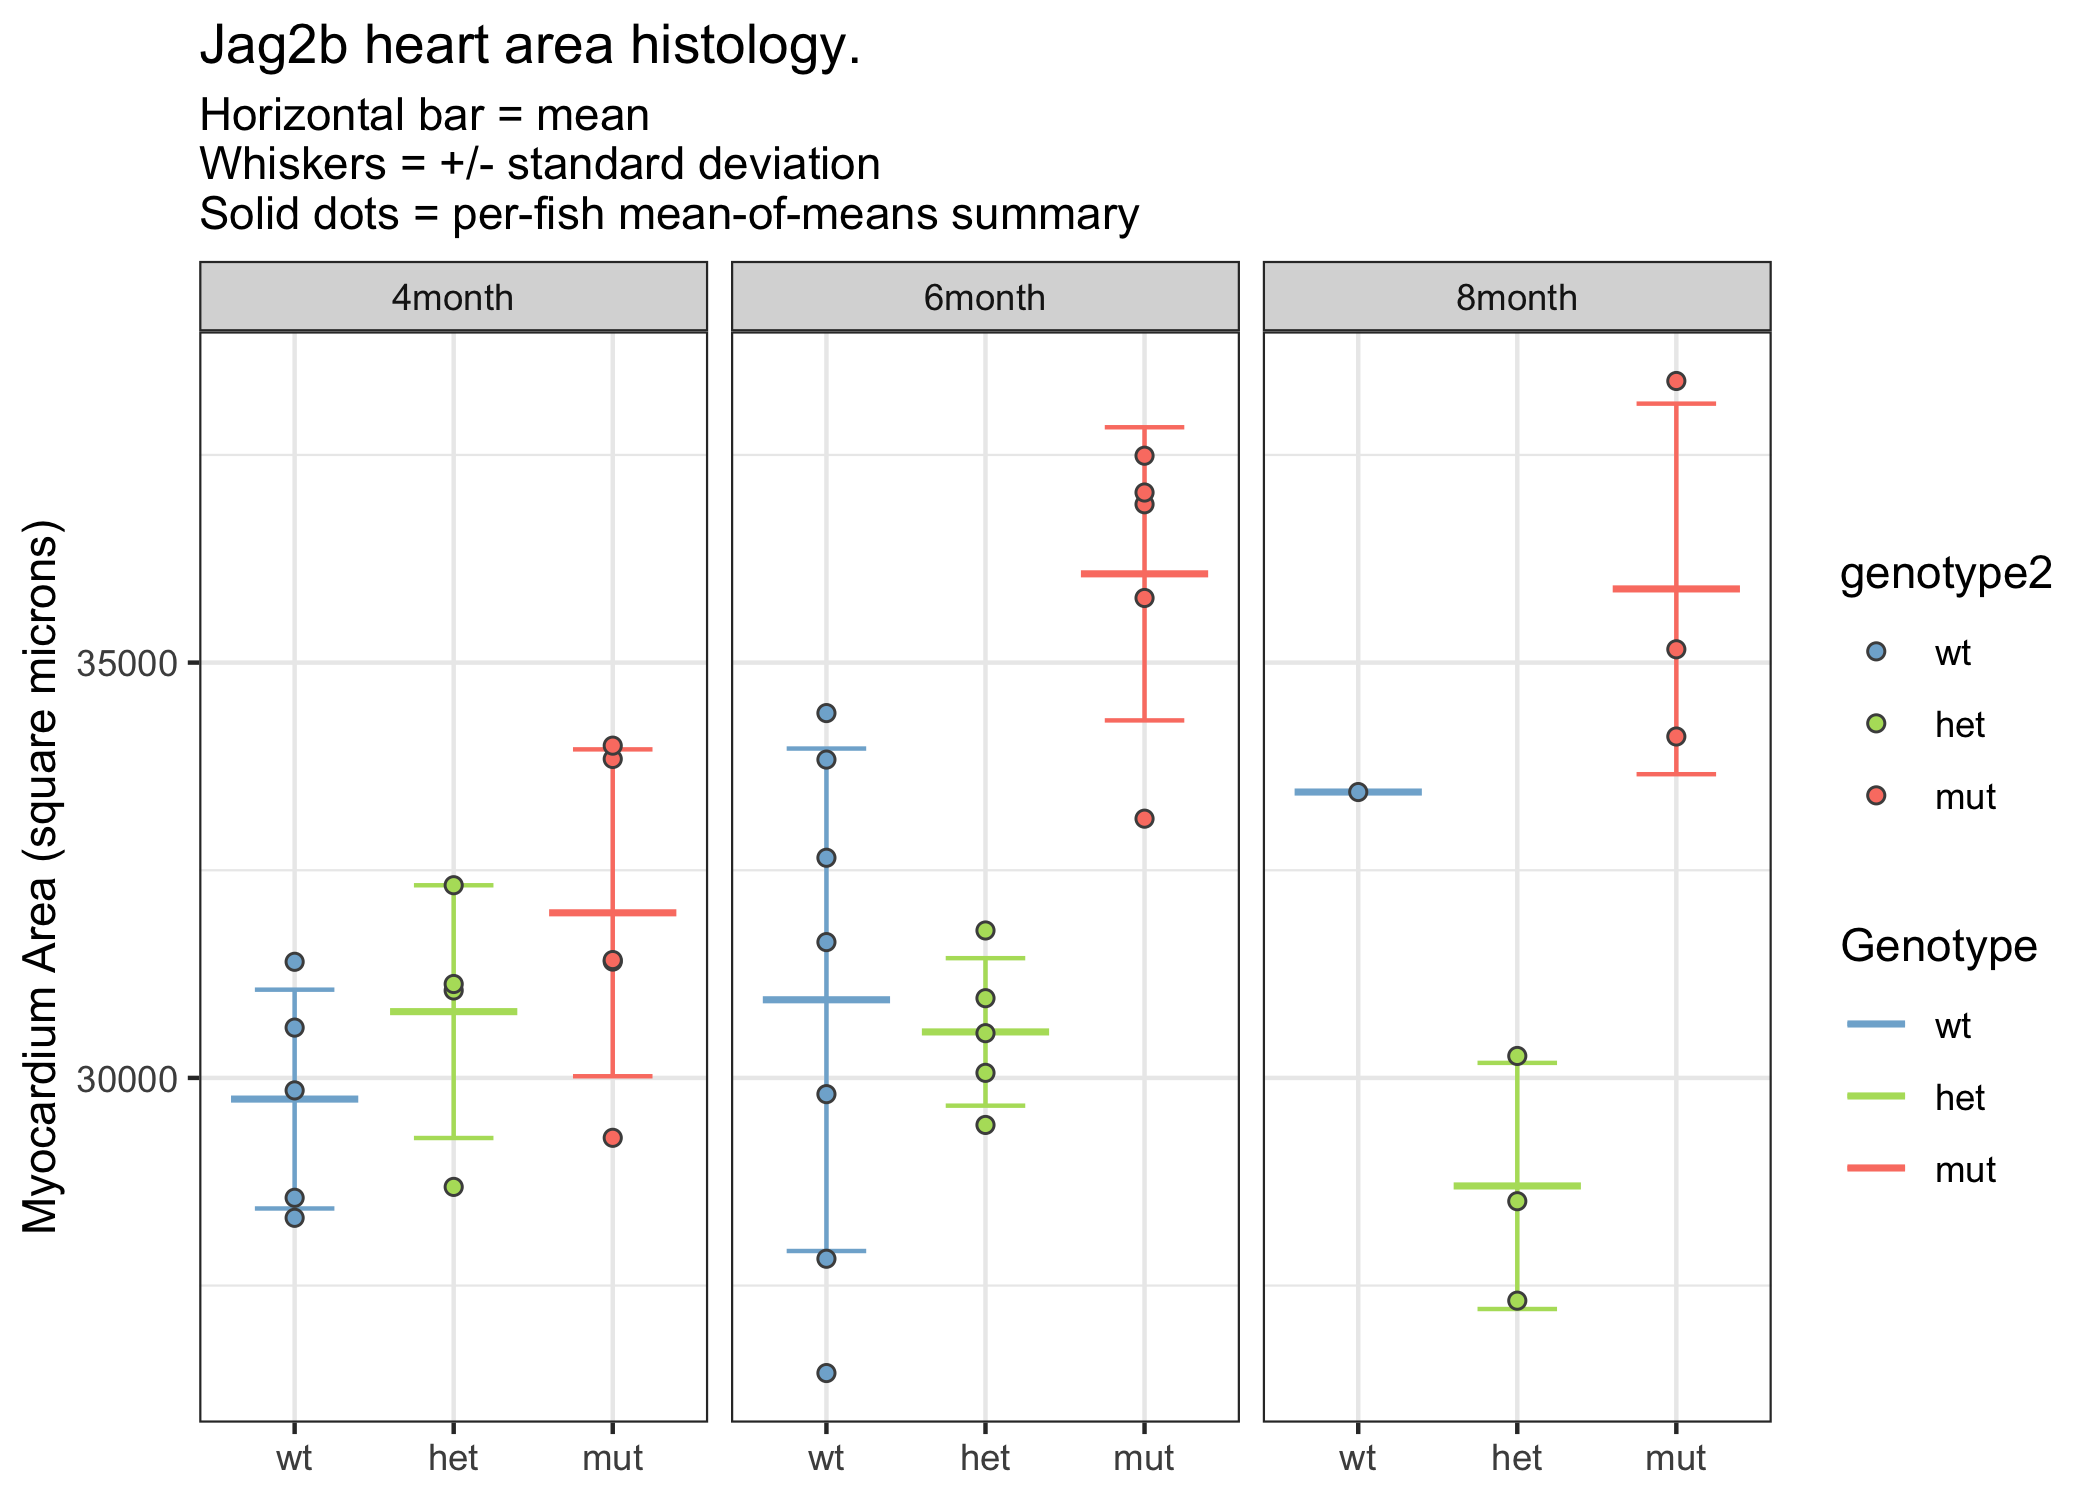 Jag2b heart area histology.
Horizontal bar = mean
Whiskers = +/- standard deviation
Solid dots = per-fish mean-of-means summary
4month
6month
8month
Myocardium Area (square microns)
35000
30000
wt
het
mut
wt
het
mut
wt
het
mut
genotype2
wt
het
mut
Genotype
wt
het
mut